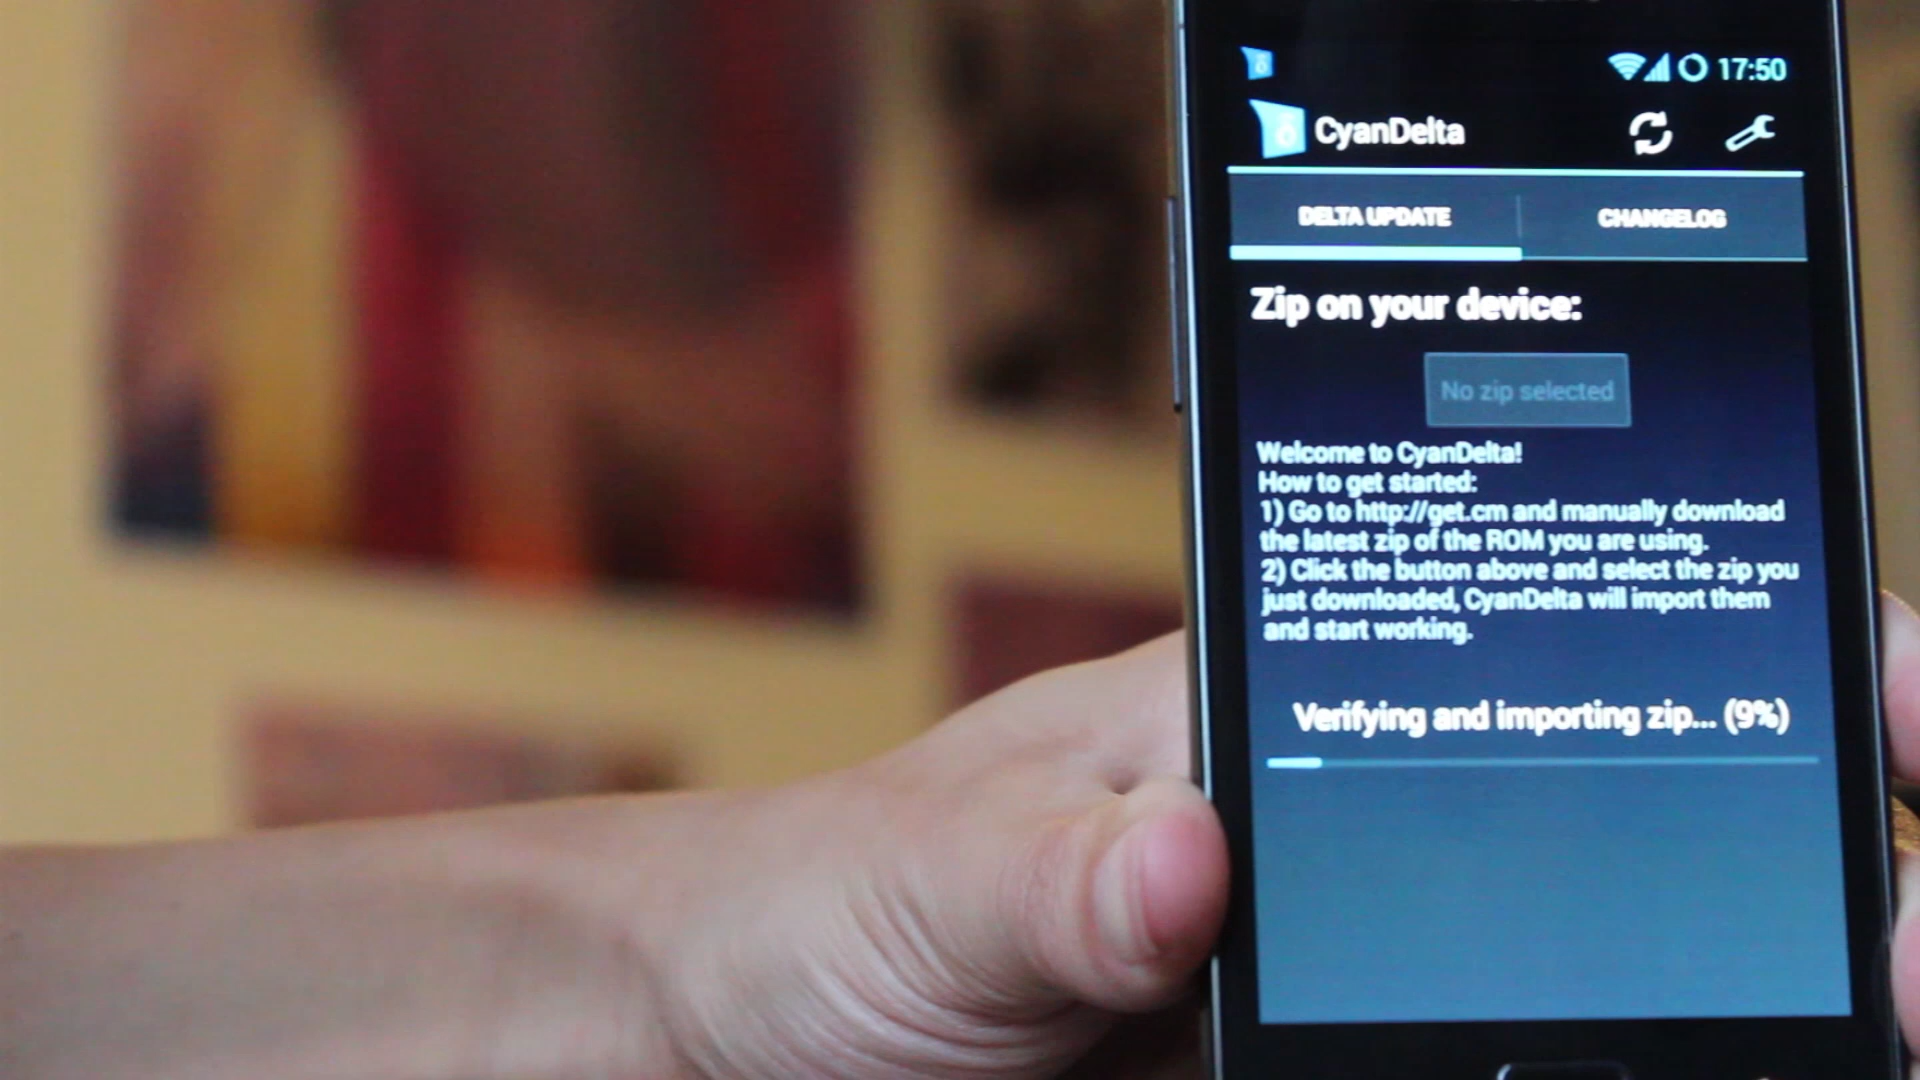 17:50
CyanDelta
DELTA UPDATE
CHANGELOG
Zip on your device:
No zip selected
Welcome to CyanDelta!
How to get started:
1) Go to http://get.cm and manually download
the latest zip of the ROM you are using.
2) Click the button above and select the zip you
just downloaded, CyanDelta will import them
and start working.
Verifying and importing zip... (9%)